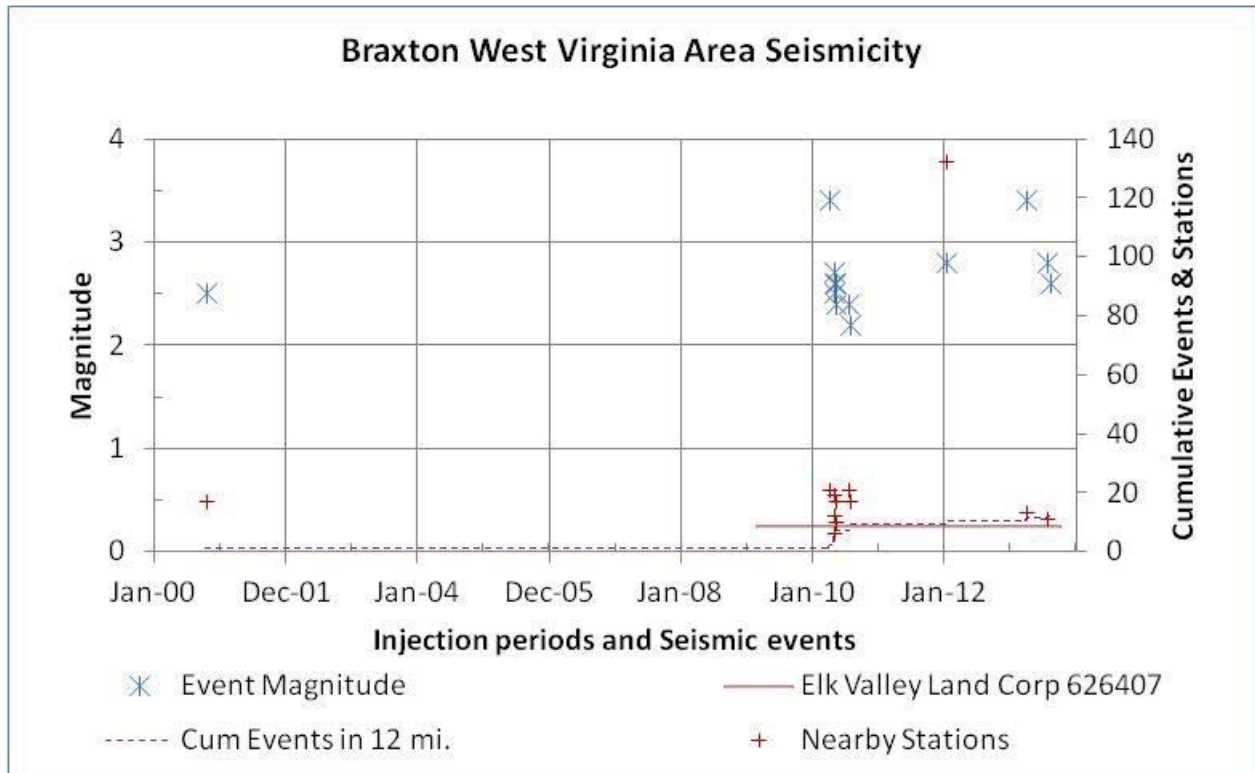 Braxton West Virginia Area Seismicity
4
3
2
1
0
Magnitude
140
120
100
80
60
40
20
0
Cumulative Events & Stations
Jan-00 Dec-01 Jan-04 Dec-05 Jan-08 Jan-10 Jan-12
Injection periods and Seismic events
Event Magnitude Elk Valley Land Corp 626407
Cum Events in 12 mi. Nearby Stations